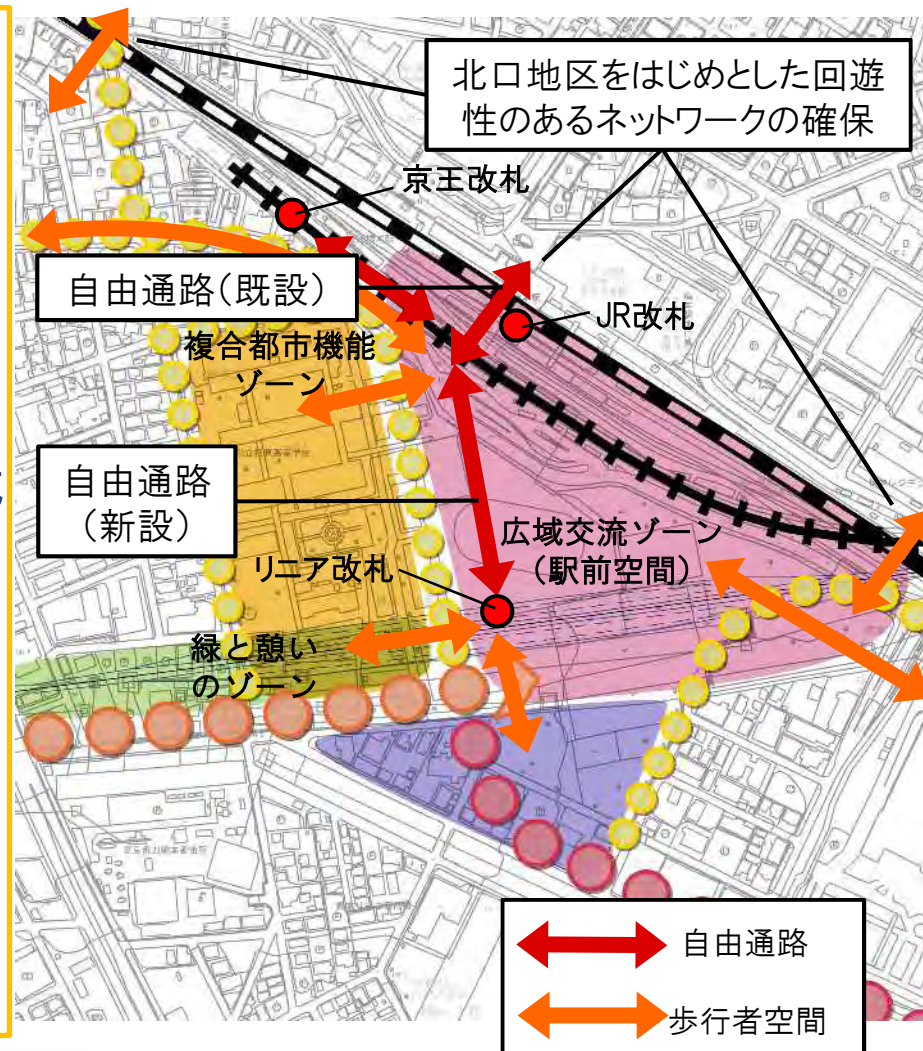 北口地区をはじめとした回遊
性のあるネットワークの確保
京王改札
自由通路(既設)
JR改札
複合都市機能
ゾーン
自由通路
(新設)
広域交流ゾーン
(駅前空間)
リニア改札
緑と憩い
のゾーン
自由通路
歩行者空間